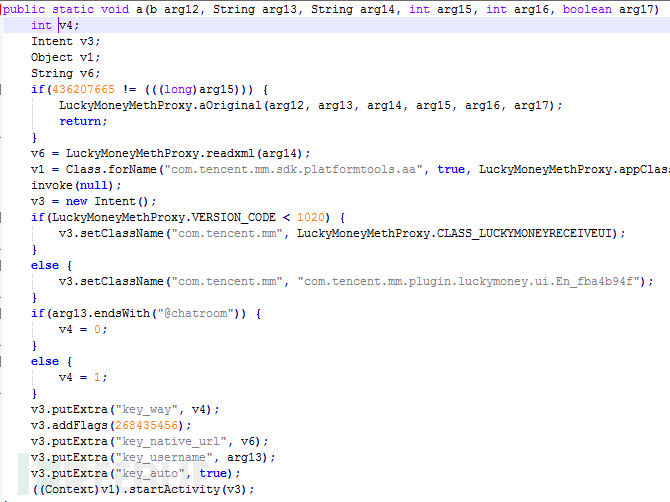 public static void a(b arg12, String arg13, String arg14, int arg15, int arg16, boolean arg17)
int v4;
Intent v3;
Object v1;
String v6;
if(436207665 != (((long)arg15))) {
LuckyMoneyMethProxy.aOriginal(arg12, arg13, arg14, arg15, arg16, arg17);
return;
}
v6 = LuckyMoneyMethProxy.readxml(arg14);
v1 = Class.forName("com.tencent.mm.sdk.platformtools.aa", true, LuckyMoneyMethProxy.appClass
invoke(null);
v3 = new Intent();
if(LuckyMoneyMethProxy.VERSION_CODE < 1020) {
v3.setClassName("com.tencent.mm", LuckyMoneyMethProxy.CLASS_LUCKYMONEYRECEIVEUI);
}
else {
v3.setClassName("com.tencent.mm", "com.tencent.mm.plugin.luckymoney.ui.En_fba4b94f");
}
if(arg13.endsWith("@chatroom")) {
v4 = 0;
}
else {
v4 = 1;
}
v3.putExtra("key_way", v4);
v3.addFlags(268435456);
v3.putExtra("key_native_url", v6);
v3.putExtra("key_username", arg13);
v3.putExtra("key_auto", true);
((Context)v1).startActivity(v3);